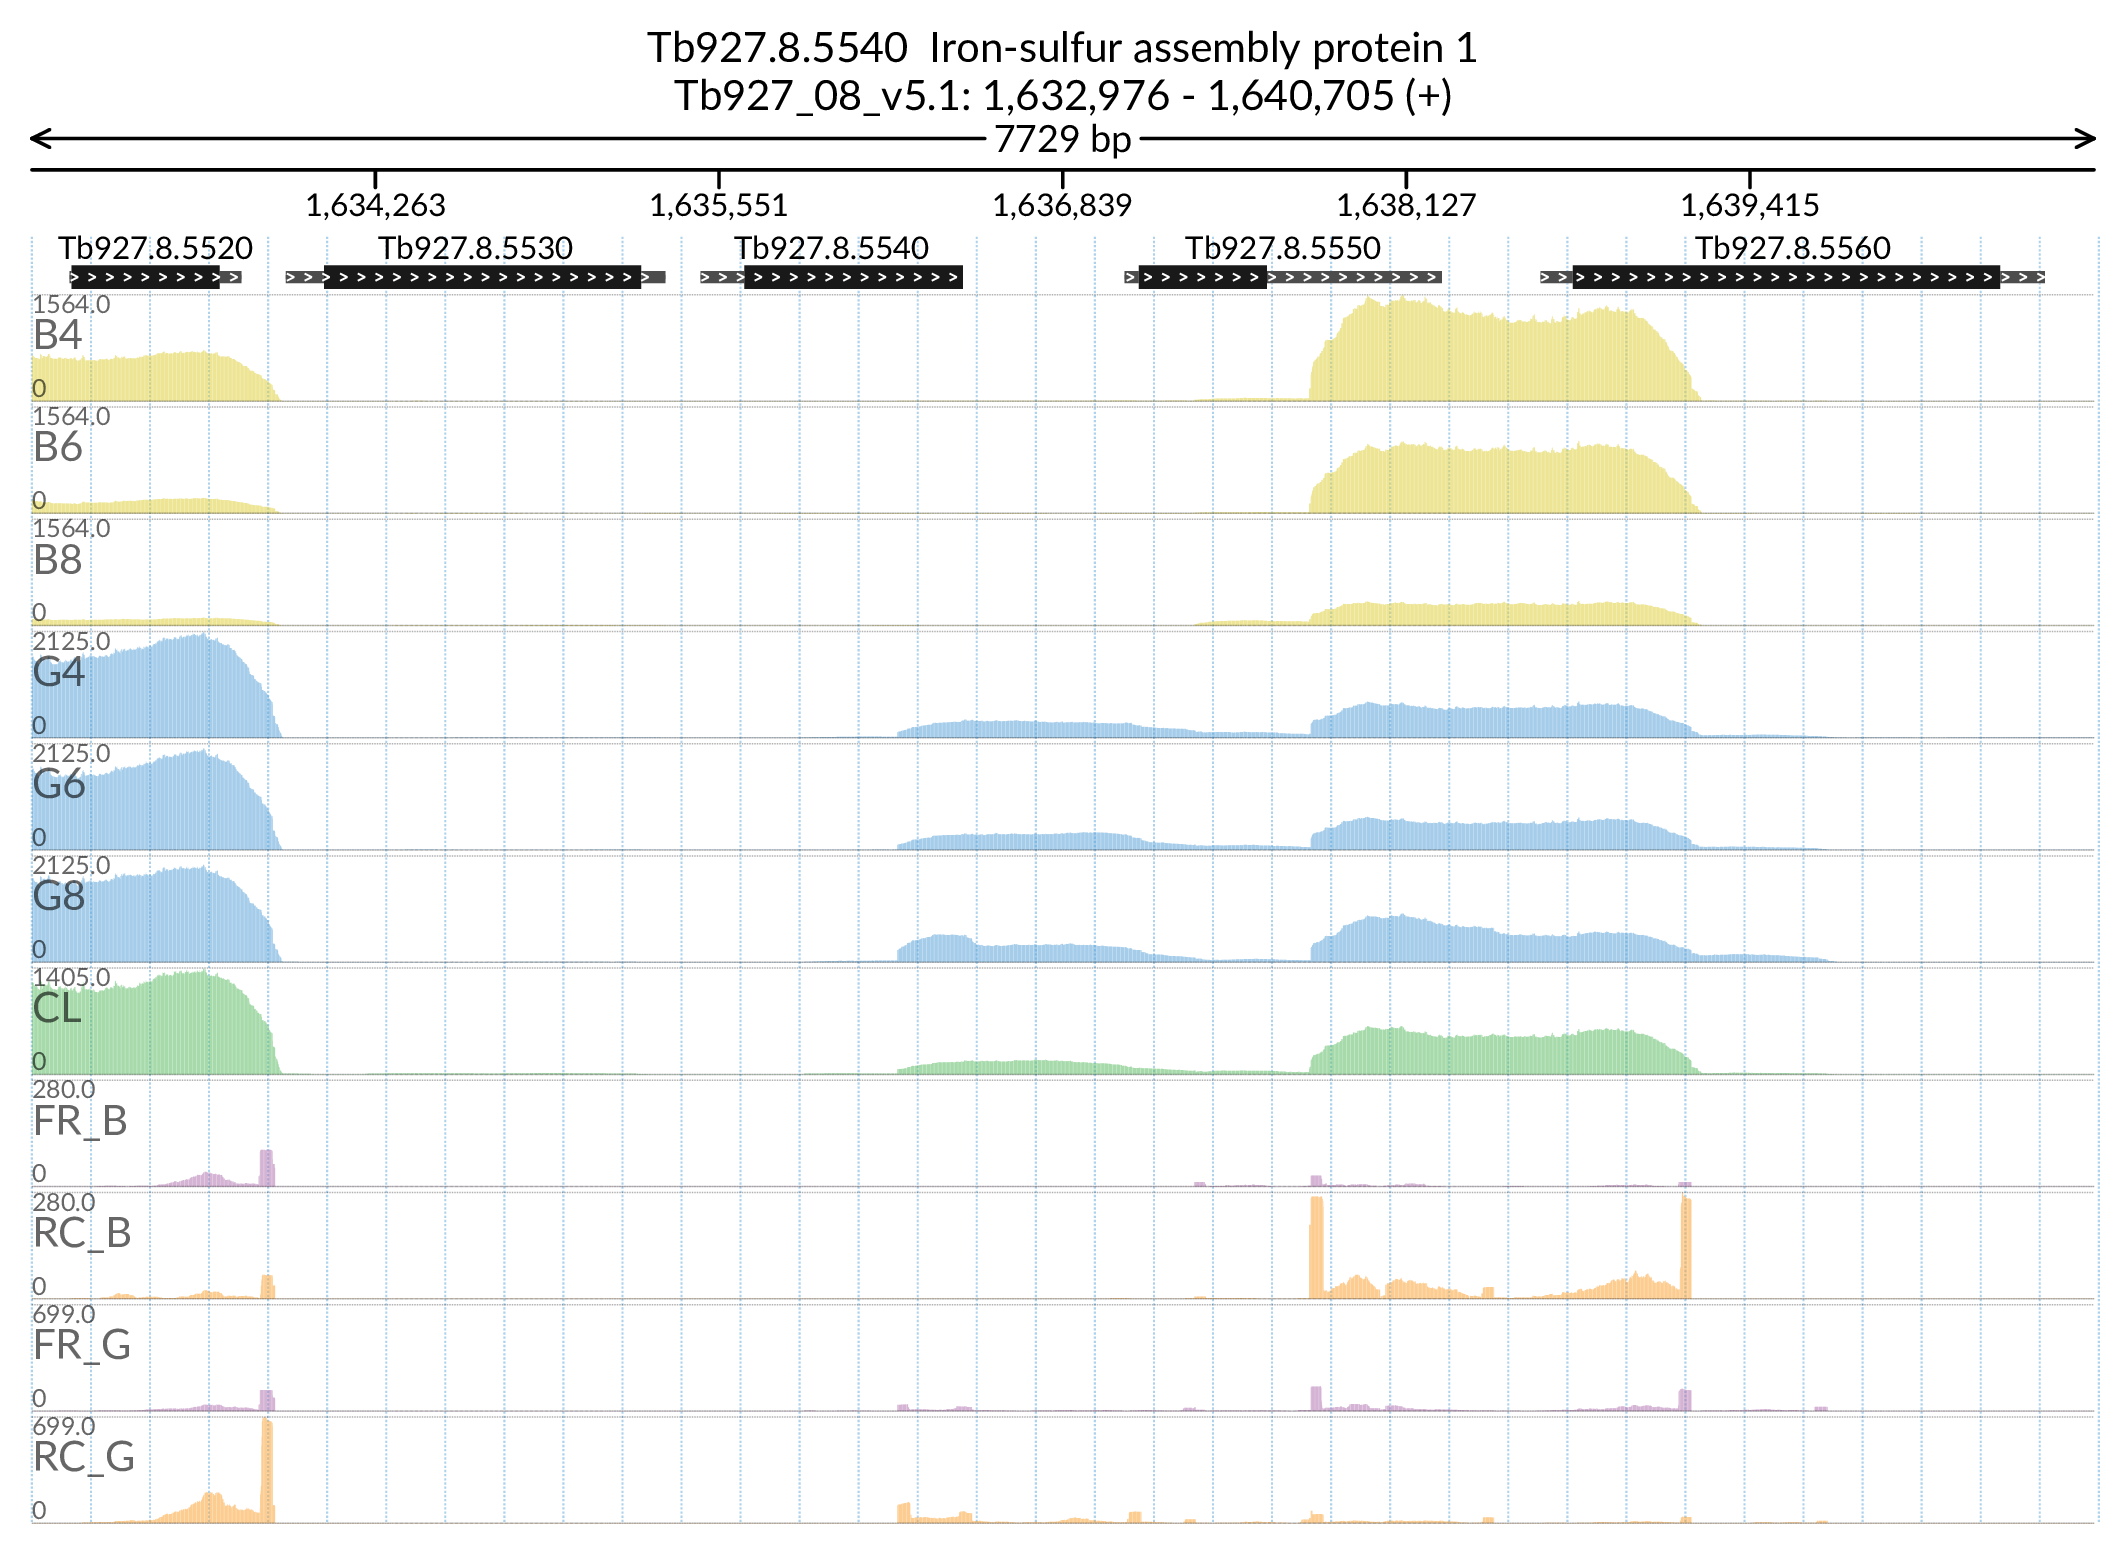 Tb927.8.5540 Iron-sulfur assembly protein 1
Tb927_08_v5.1: 1,632,976 - 1,640,705 (+)
7729 bp
1,634,263 1,635,551 1,636,839 1,638,127 1,639,415
Tb927.8.5520 Tb927.8.5530 Tb927.8.5540 Tb927.8.5550 Tb927.8.5560
1564.0
B4
0
1564.0
B6
0
1564.0
B8
0
2125.0
G4
0
2125.0
G6
0
2125.0
G8
0
1405.0
CL
0
280.0
FR_B
0
280.0
RC_B
0
699.0
FR_G
0
699.0
RC_G
0